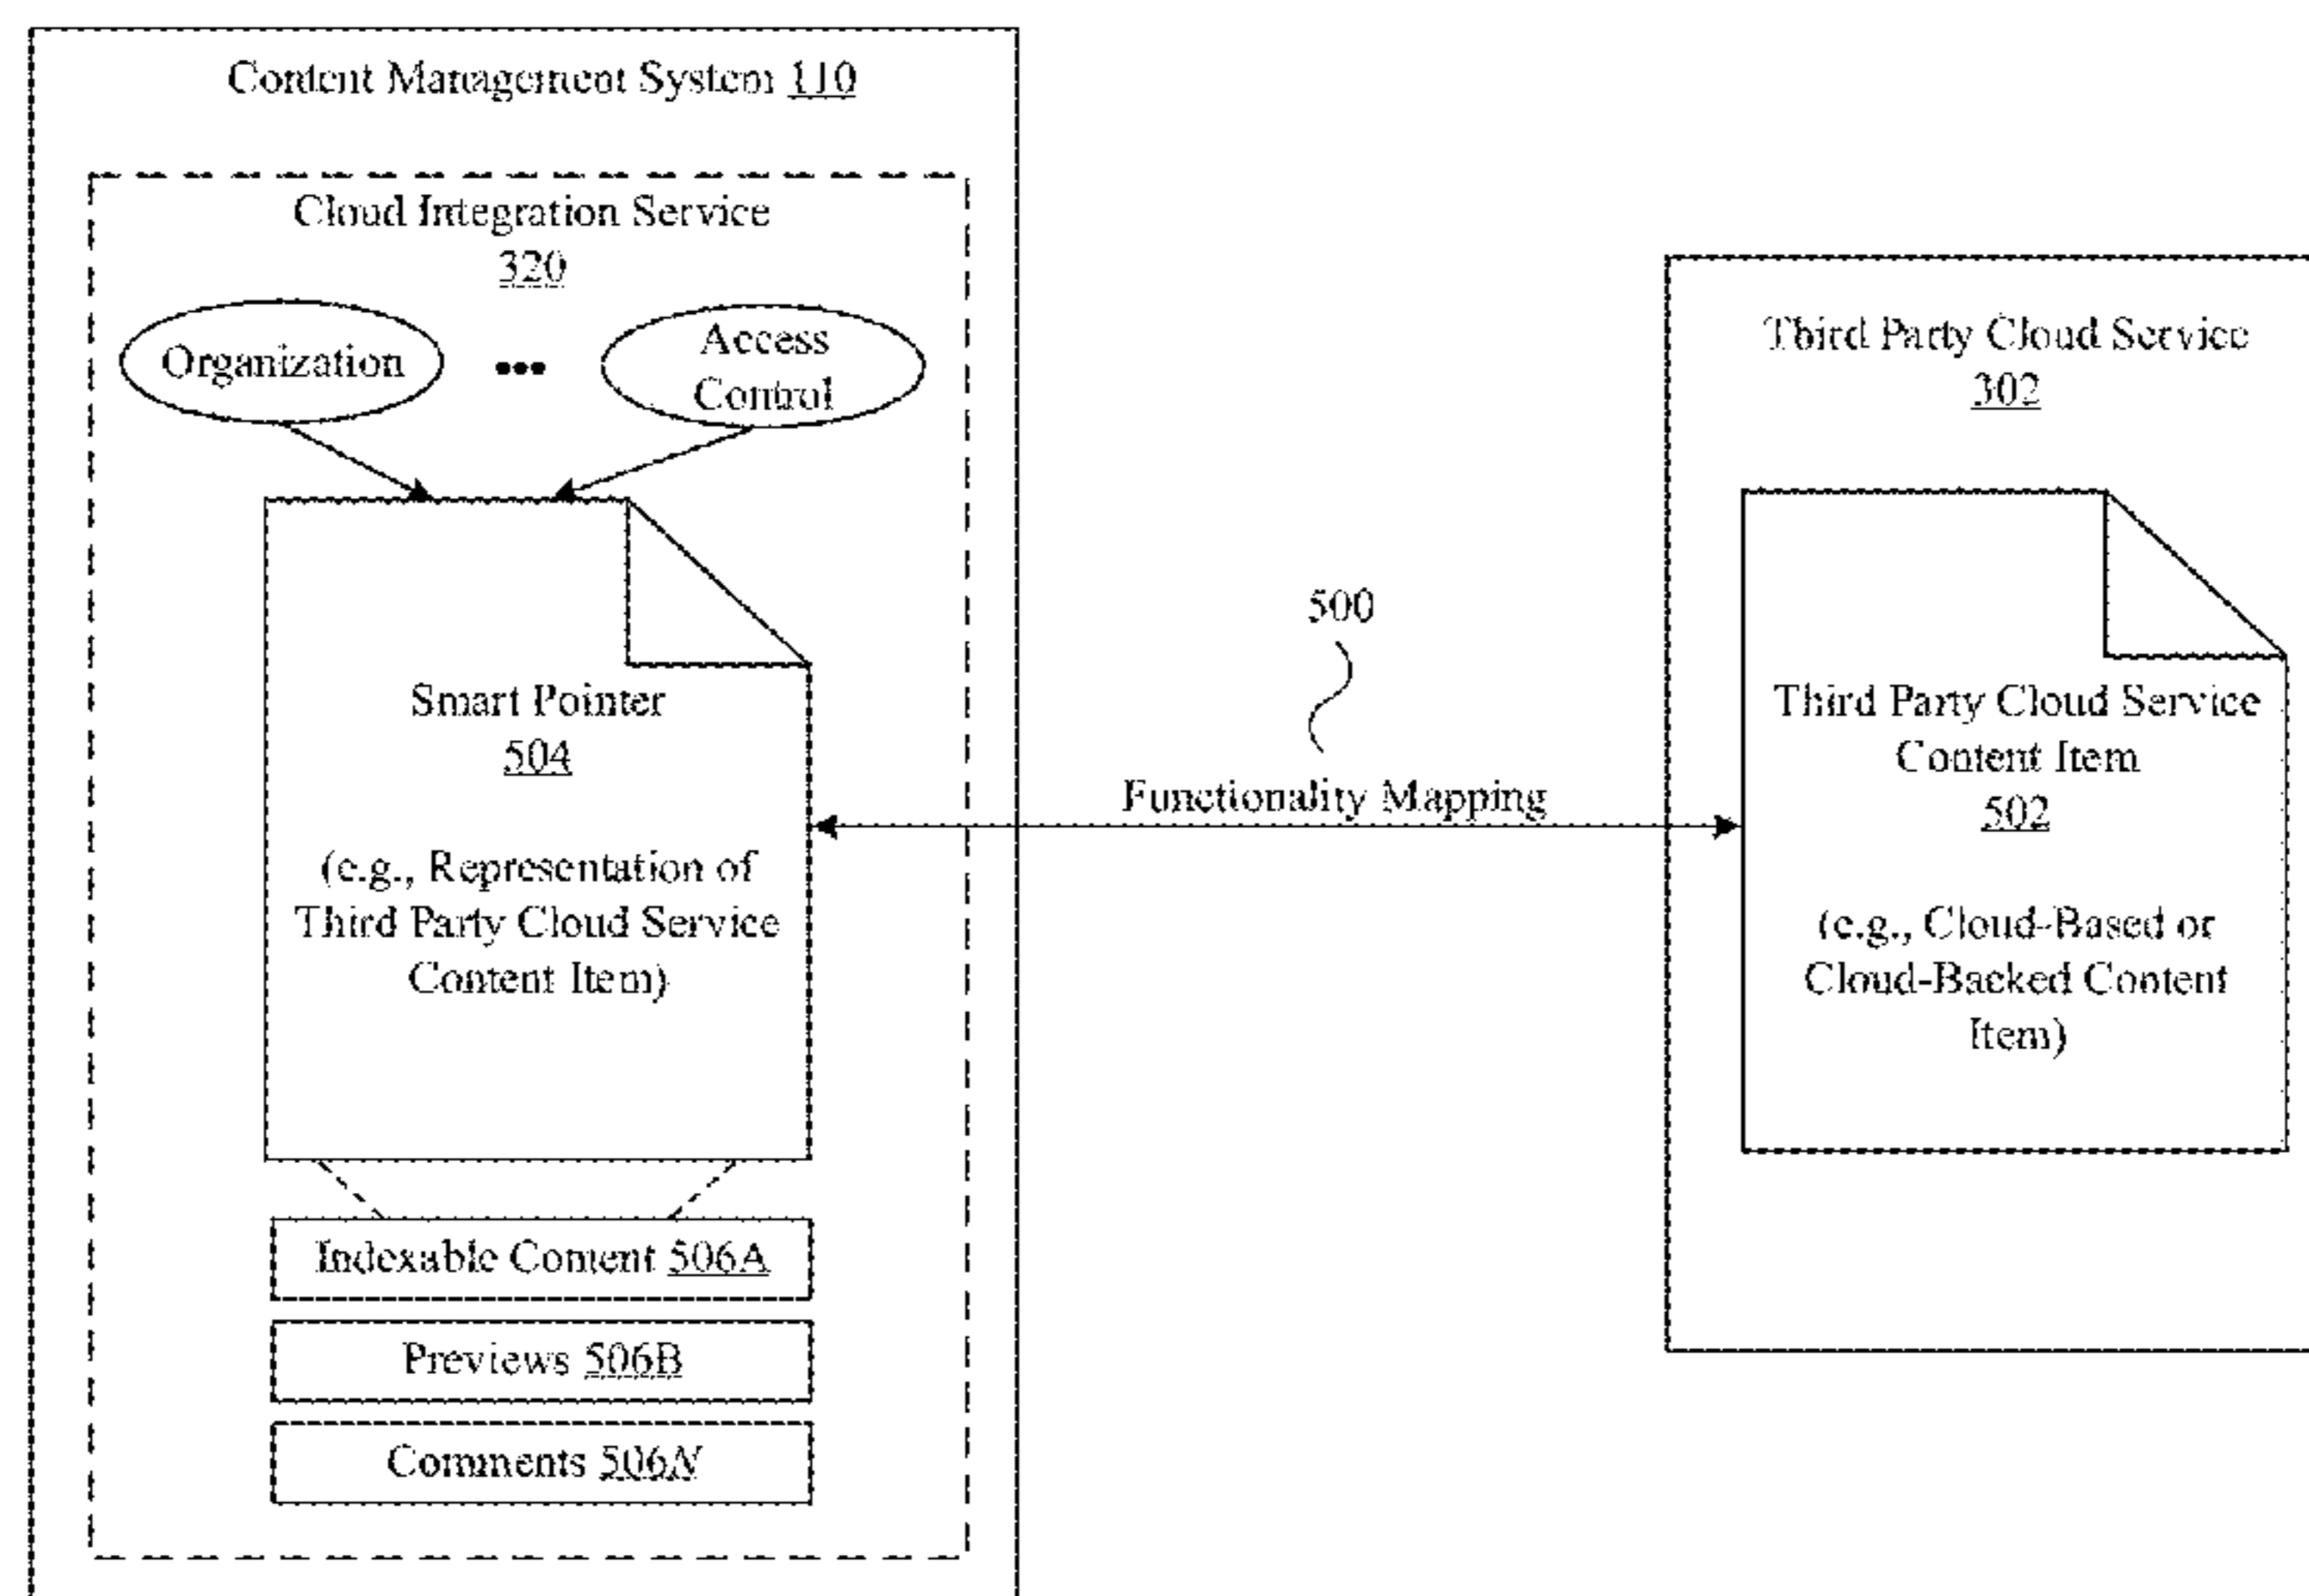 Content Management System 110
Cloud Integration Service
320
Organization
•••
Access
Control
Smart Pointer
504
(e.g., Representation of
Third Party Cloud Service
Content Item)
Indexable Content 506A
Previews 506B
Comments 506N
500
Functionality Mapping
Third Party Cloud Service
302
Third Party Cloud Service
Content Item
502
(e.g., Cloud-Based or
Cloud-Backed Content
Item)